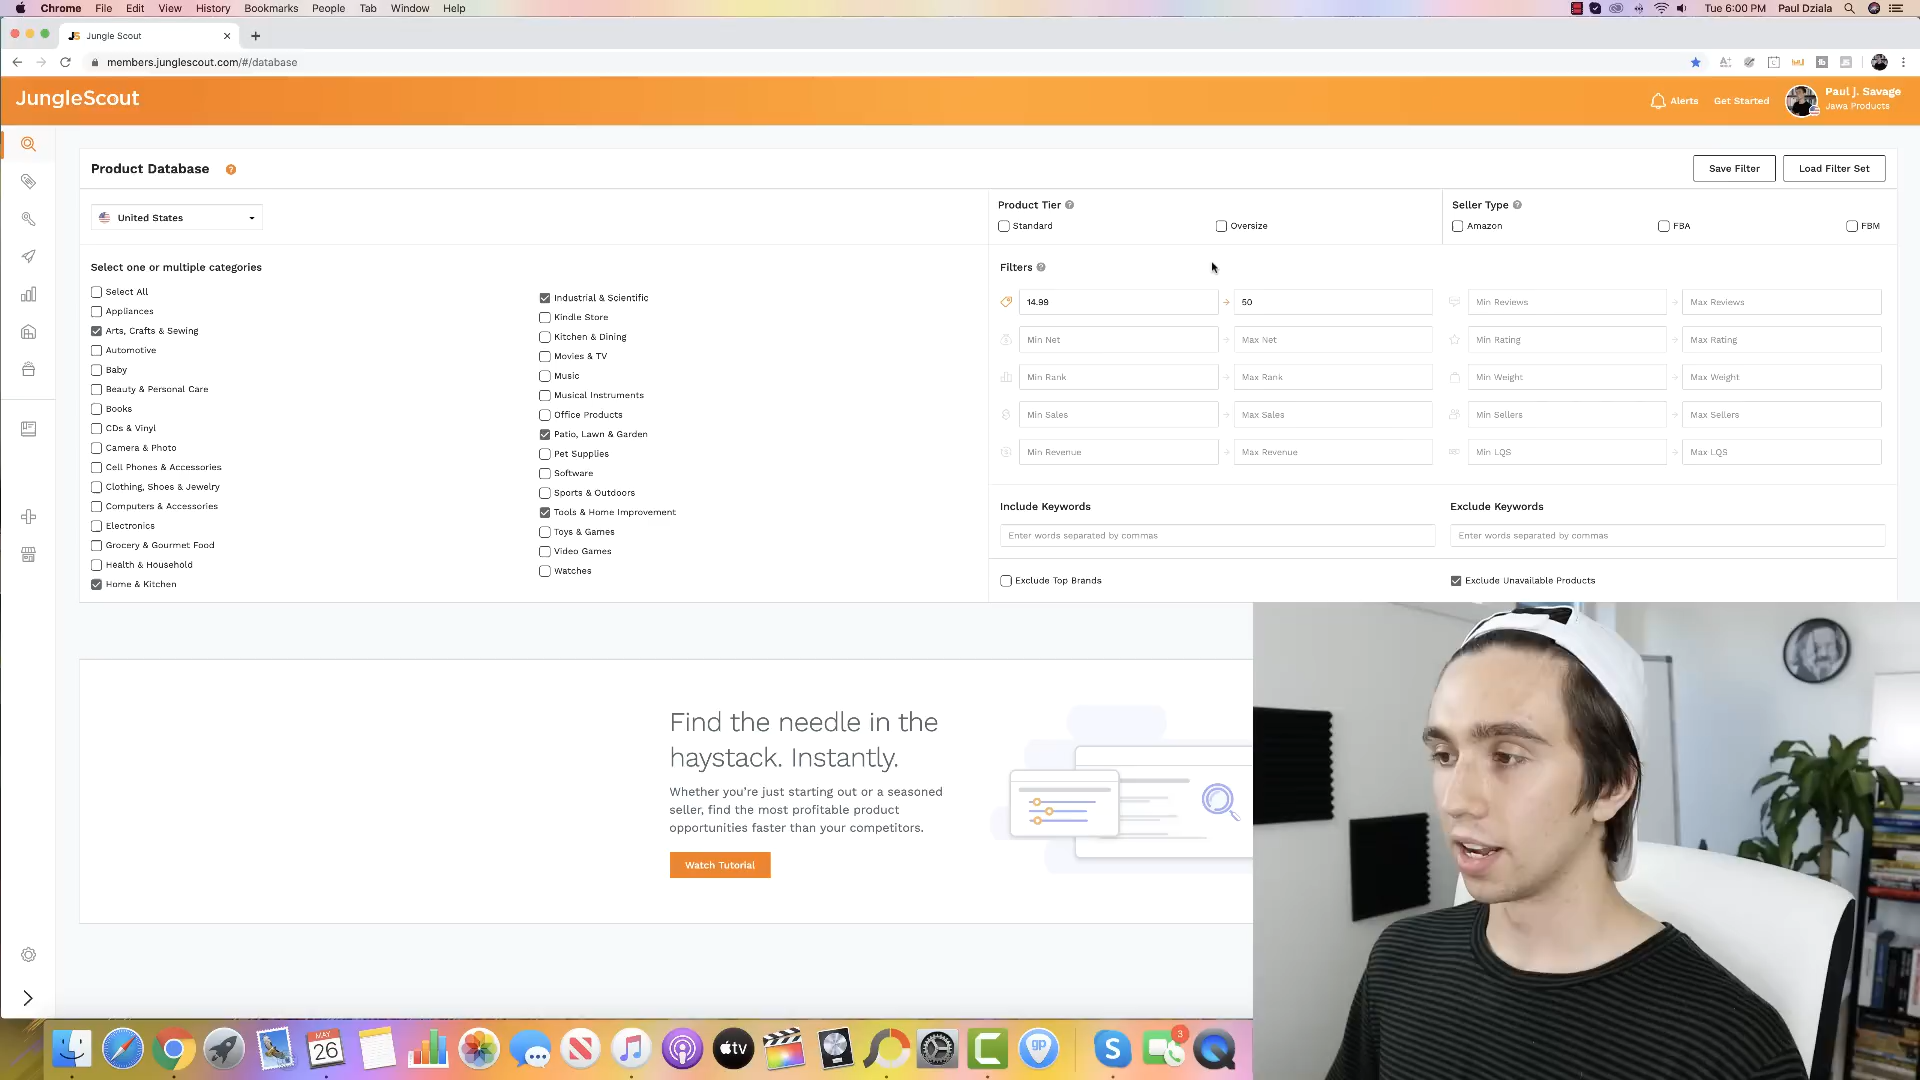 Chrome File Edit View History Bookmarks People Tab Window Help
Tue 6:00 PM Paul Dziala
Jungle Scout
members.junglescout.com/#/database
JungleScout
Alerts
Get Started
Paul J. Savage
Jawa Products
Product Database
Save Filter
Load Filter Set
United States
Product Tier
Standard
Oversize
Seller Type
Amazon
FBA
FBM
Select one or multiple categories
Select All
Appliances
Arts, Crafts & Sewing
Automotive
Baby
Beauty & Personal Care
Books
CDs & Vinyl
Camera & Photo
Cell Phones & Accessories
Clothing, Shoes & Jewelry
Computers & Accessories
Electronics
Grocery & Gourmet Food
Health & Household
Home & Kitchen
Industrial & Scientific
Kindle Store
Kitchen & Dining
Movies & TV
Music
Musical Instruments
Office Products
Patio, Lawn & Garden
Pet Supplies
Software
Sports & Outdoors
Tools & Home Improvement
Toys & Games
Video Games
Watches
Filters
14.99 50 Min Reviews Max Reviews
Min Net Max Net Min Rating Max Rating
Min Rank Max Rank Min Weight Max Weight
Min Sales Max Sales Min Sellers Max Sellers
Min Revenue Max Revenue Min LQS Max LQS
Include Keywords
Enter words separated by commas
Exclude Keywords
Enter words separated by commas
Exclude Top Brands
Exclude Unavailable Products
Find the needle in the
haystack. Instantly.
Whether you're just starting out or a seasoned
seller, find the most profitable product
opportunities faster than your competitors.
Watch Tutorial
MAY
26
tv
gp
3